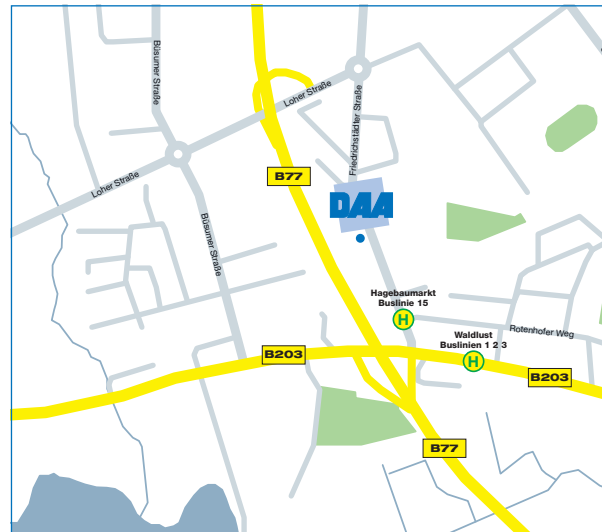 Büsumer
Straße
Loher Straße
Friedrichstädter Straße
Loher Straße
B77
DAA
Büsumer Straße
Hagebaumarkt
Buslinie 15
H
Rotenhofer Weg
Waldlust
Buslinien 1 2 3
H
B203
B203
B77